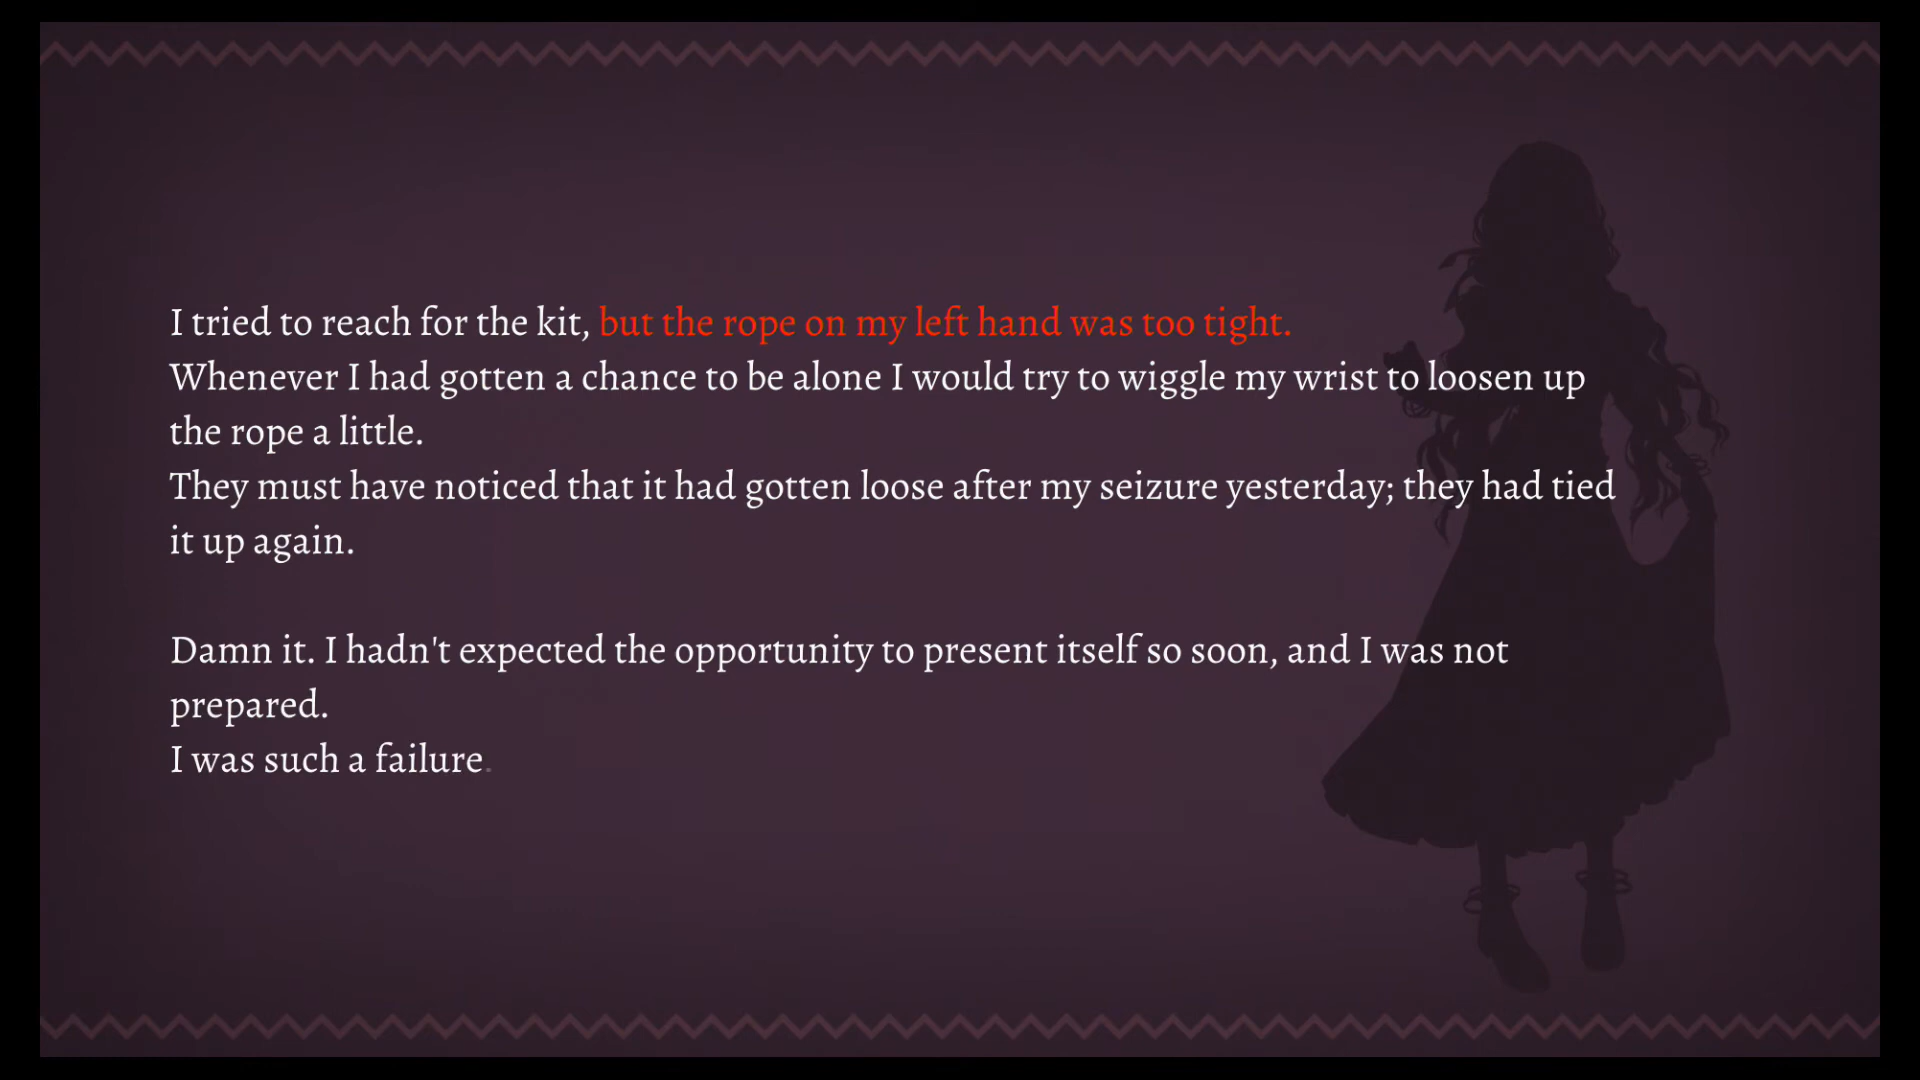 I tried to reach for the kit, but the rope on my left hand was too tight.
Whenever I had gotten a chance to be alone I would try to wiggle my wrist to loosen up
the rope a little.
They must have noticed that it had gotten loose after my seizure yesterday; they had tied
it up again.
Damn it. I hadn't expected the opportunity to present itself so soon, and I was not
prepared.
I was such a failure.